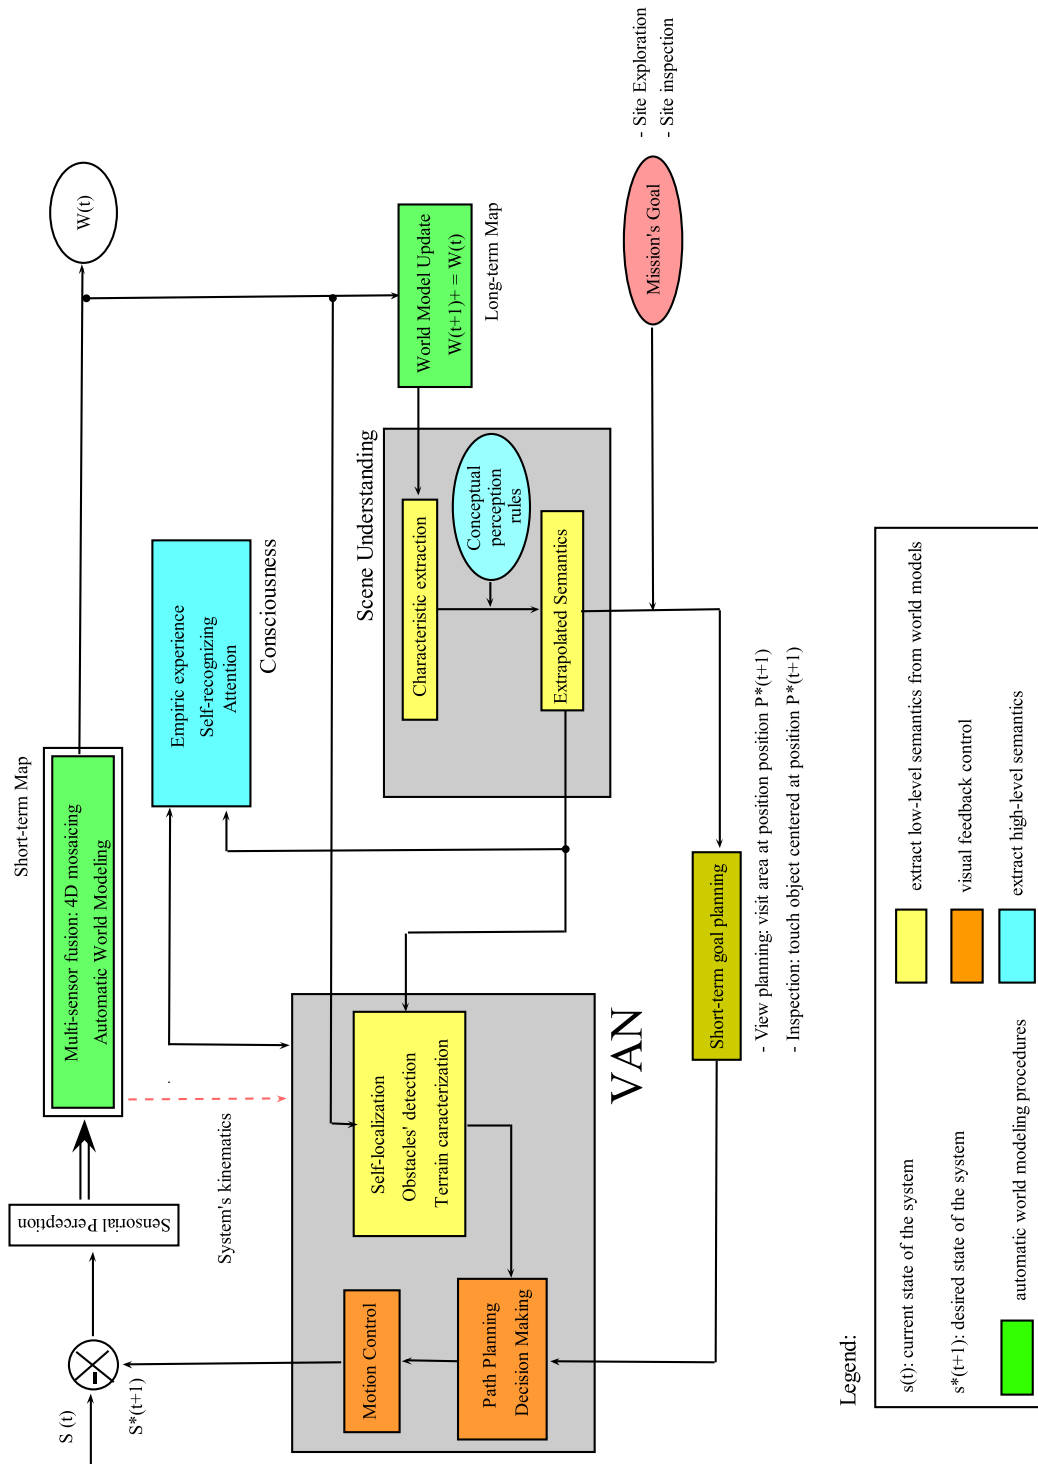 S (t)
S*(t+1)
Sensorial Perception
Short-term Map
Multi-sensor fusion: 4D mosaicing
Automatic World Modeling
W(t)
System's kinematics
Empiric experience
Self-recognizing
Attention
Consciousness
World Model Update
W(t+1)+ = W(t)
Long-term Map
Scene Understanding
Characteristic extraction
Conceptual
perception
rules
Extrapolated Semantics
Mission's Goal
- Site Exploration
- Site inspection
Motion Control
Path Planning
Decision Making
Self-localization
Obstacles' detection
Terrain caracterization
VAN
Short-term goal planning
- View planning: visit area at position position P*(t+1)
- Inspection: touch object centered at position P*(t+1)
Legend:
s(t): current state of the system
s*(t+1): desired state of the system
automatic world modeling procedures
extract low-level semantics from world models
visual feedback control
extract high-level semantics